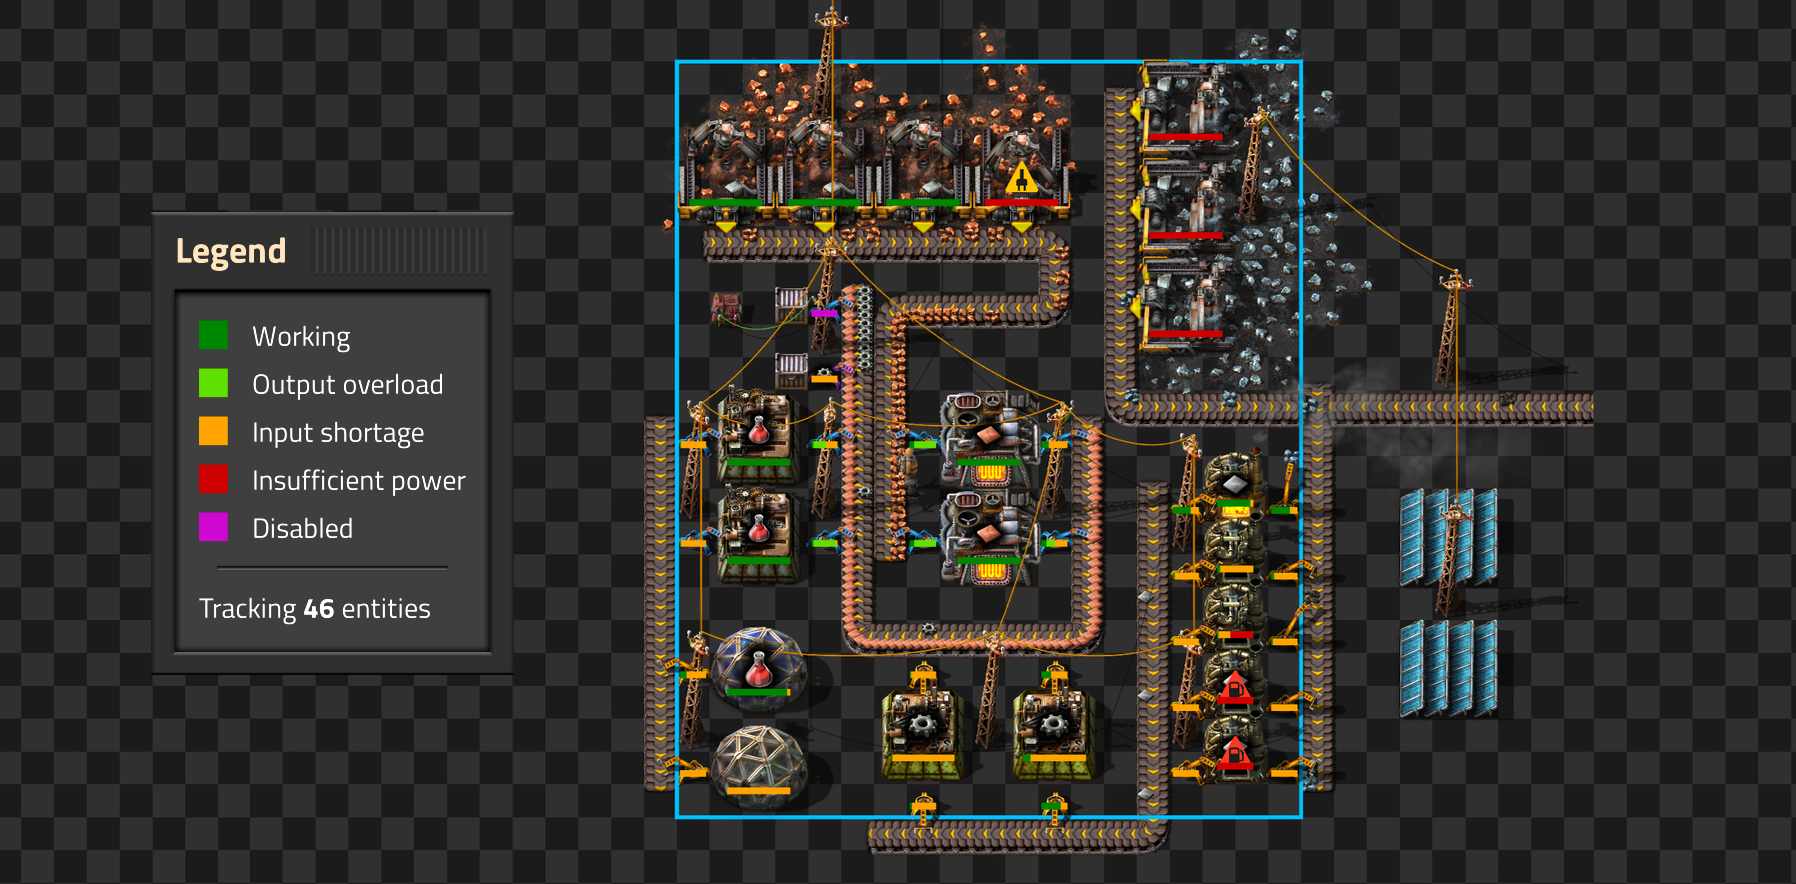 Legend
Working
Output overload
Input shortage
Insufficient power
Disabled
Tracking 46 entities